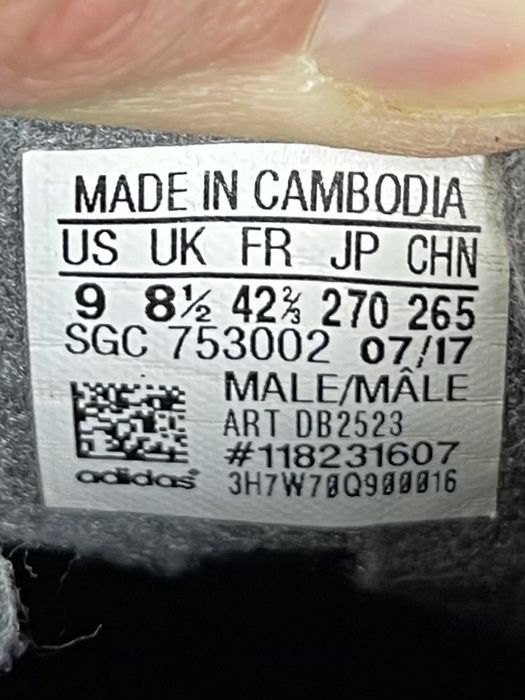 MADE IN CAMBODIA
US UK FR JP CHN
9 8½ 42⅔ 270 265
SGC 753002 07/17
MALE/MÂLE
ART DB2523
#118231607
adidas®
3H7W70Q900016